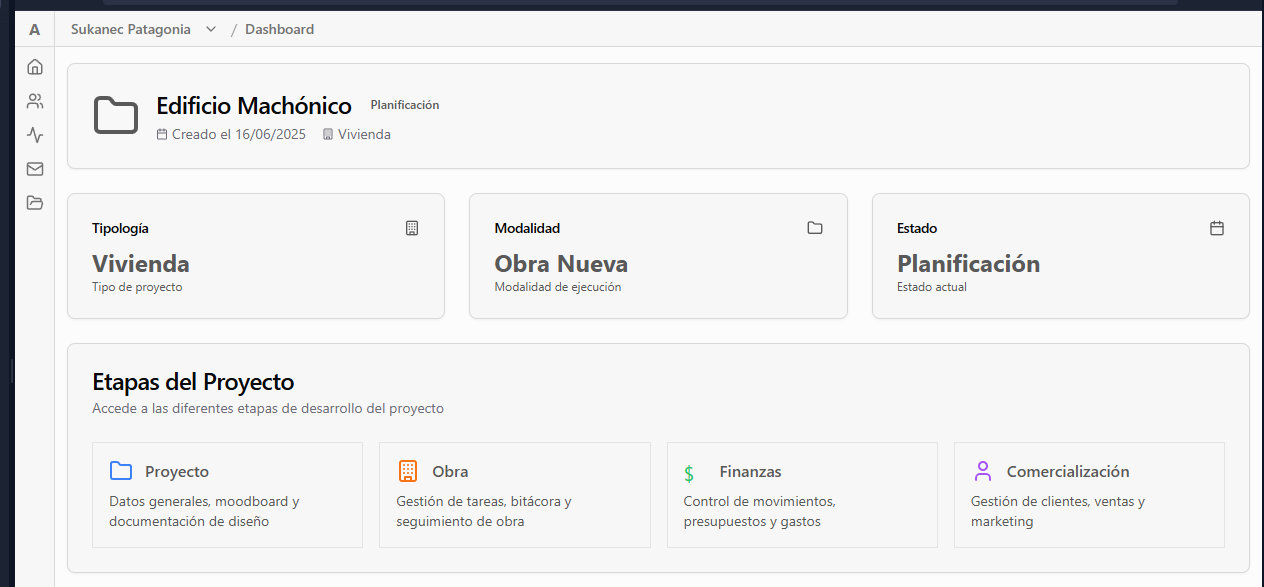 A
Sukanec Patagonia / Dashboard
Edificio Machónico Planificación
Creado el 16/06/2025 Vivienda
Tipología
Vivienda
Tipo de proyecto
Modalidad
Obra Nueva
Modalidad de ejecución
Estado
Planificación
Estado actual
Etapas del Proyecto
Accede a las diferentes etapas de desarrollo del proyecto
Proyecto
Datos generales, moodboard y
documentación de diseño
Obra
Gestión de tareas, bitácora y
seguimiento de obra
$ Finanzas
Control de movimientos,
presupuestos y gastos
Comercialización
Gestión de clientes, ventas y
marketing